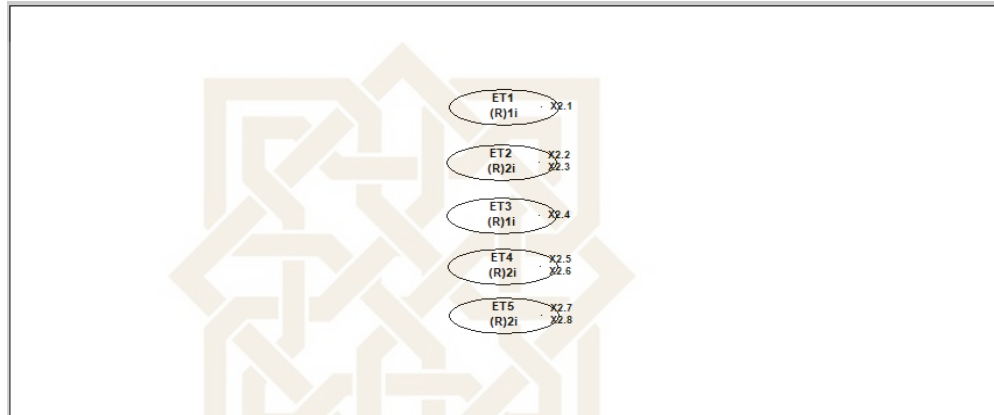 ET1
(R)1i
X2.1
ET2
(R)2i
X2.2
X2.3
ET3
(R)1i
X2.4
ET4
(R)2i
X2.5
X2.6
ET5
(R)2i
X2.7
X2.8